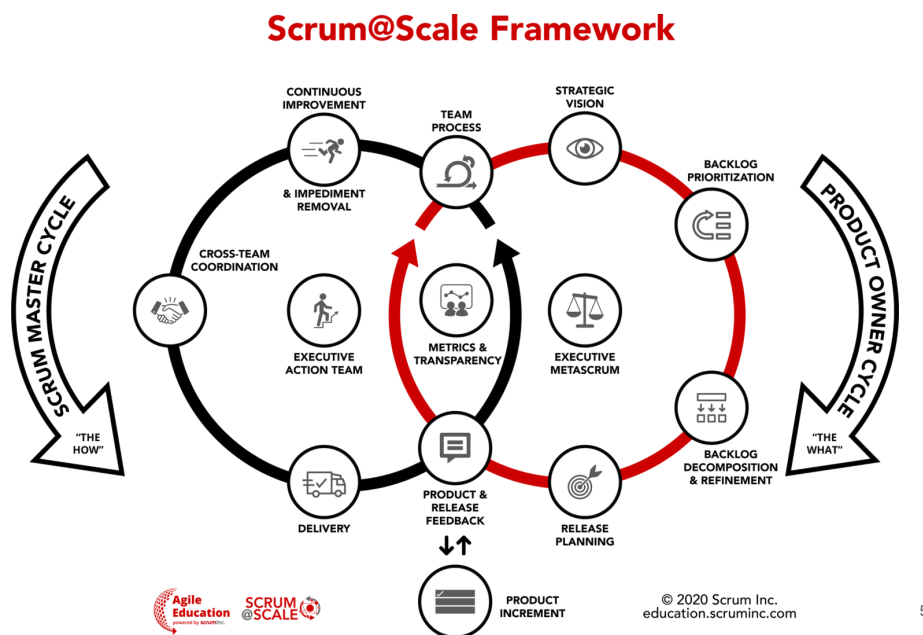 Scrum@Scale Framework
CONTINUOUS
IMPROVEMENT
& IMPEDIMENT
REMOVAL
TEAM
PROCESS
STRATEGIC
VISION
BACKLOG
PRIORITIZATION
SCRUM MASTER CYCLE
"THE
HOW"
CROSS-TEAM
COORDINATION
EXECUTIVE
ACTION TEAM
METRICS &
TRANSPARENCY
EXECUTIVE
METASCRUM
PRODUCT OWNER CYCLE
"THE
WHAT"
BACKLOG
DECOMPOSITION
& REFINEMENT
DELIVERY
PRODUCT &
RELEASE
FEEDBACK
RELEASE
PLANNING
PRODUCT
INCREMENT
Agile
Education
powered by scruminc.
SCRUM
@SCALE
© 2020 Scrum Inc.
education.scruminc.com
5